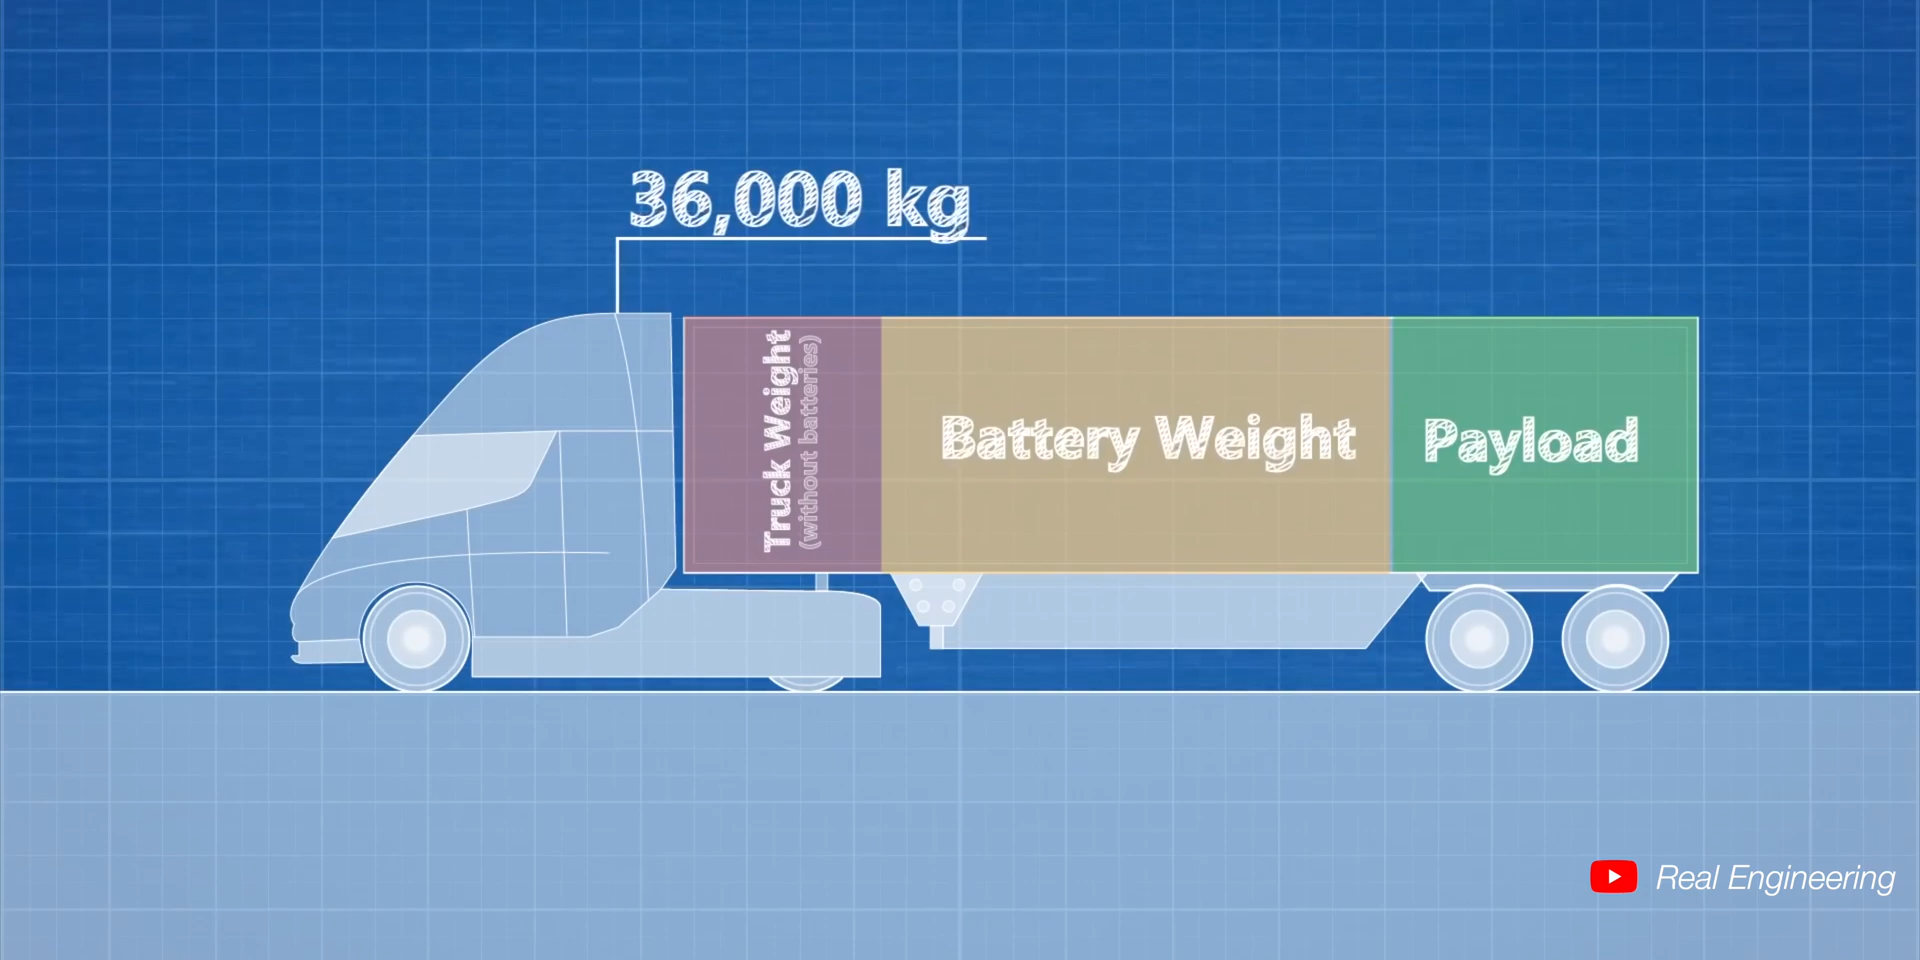 36,000 kg
Truck Weight
(without batteries)
Battery Weight
Payload
Real Engineering